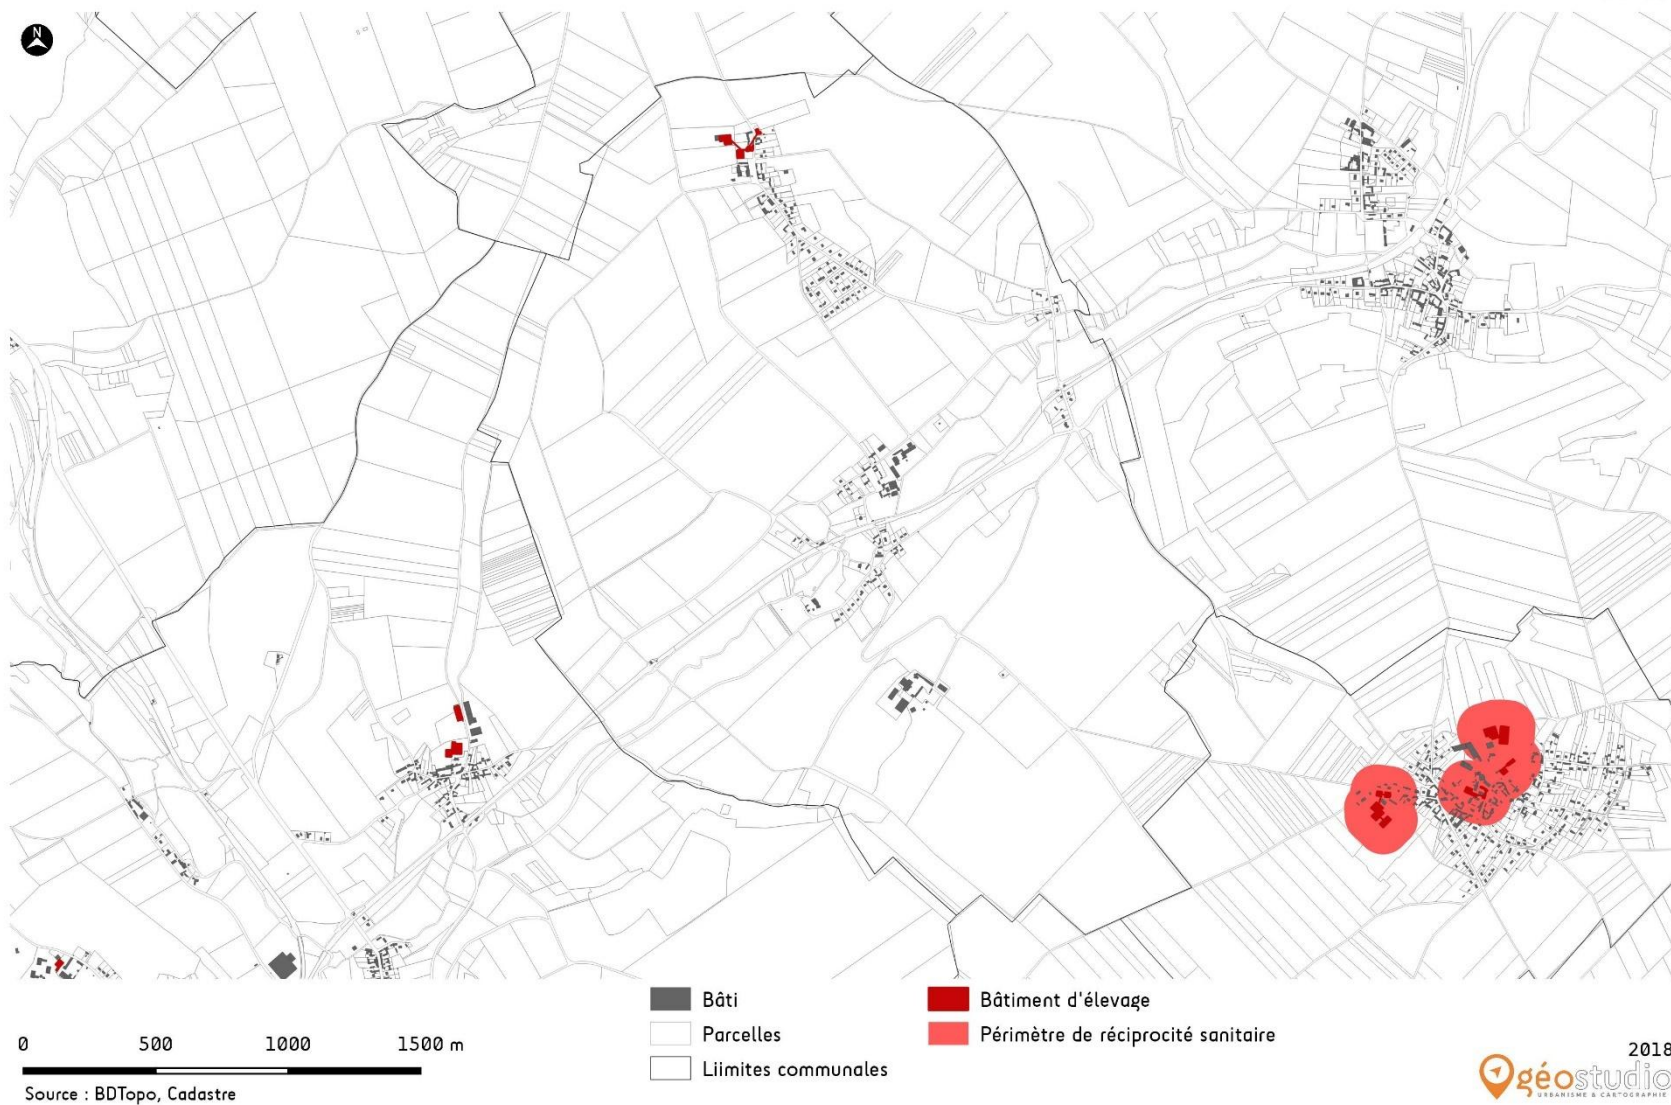 N
Bâti
Bâtiment d'élevage
Parcelles
Périmètre de réciprocité sanitaire
Liimites communales
0 500 1000 1500 m
Source : BDTopo, Cadastre
2018
géostudio
URBANISME & CARTOGRAPHIE